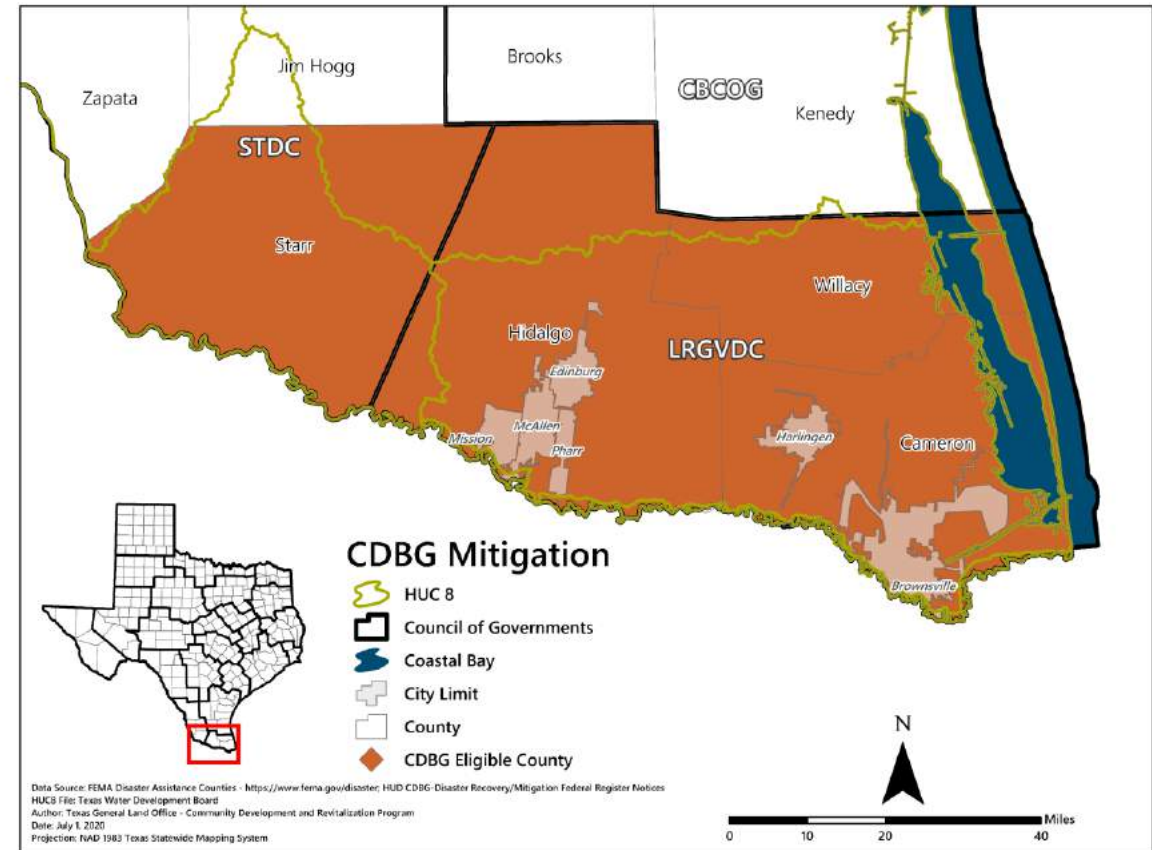 Jim Hogg
Brooks
Zapata
CBCOG
Kenedy
STDC
Starr
Willacy
Hidalgo
LRGVDC
Edinburg
McAllen
Mission
Pharr
Harlingen
Cameron
Brownsville
CDBG Mitigation
HUC 8
Council of Governments
Coastal Bay
City Limit
County
CDBG Eligible County
N
Miles
0 10 20 40
Data Source: FEMA Disaster Assistance Counties - https://www.fema.gov/disaster; HUD CDBG-Disaster Recovery/Mitigation Federal Register Notices
HUC8 File: Texas Water Development Board
Author: Texas General Land Office - Community Development and Revitalization Program
Date: July 1, 2020
Projection: NAD 1983 Texas Statewide Mapping System